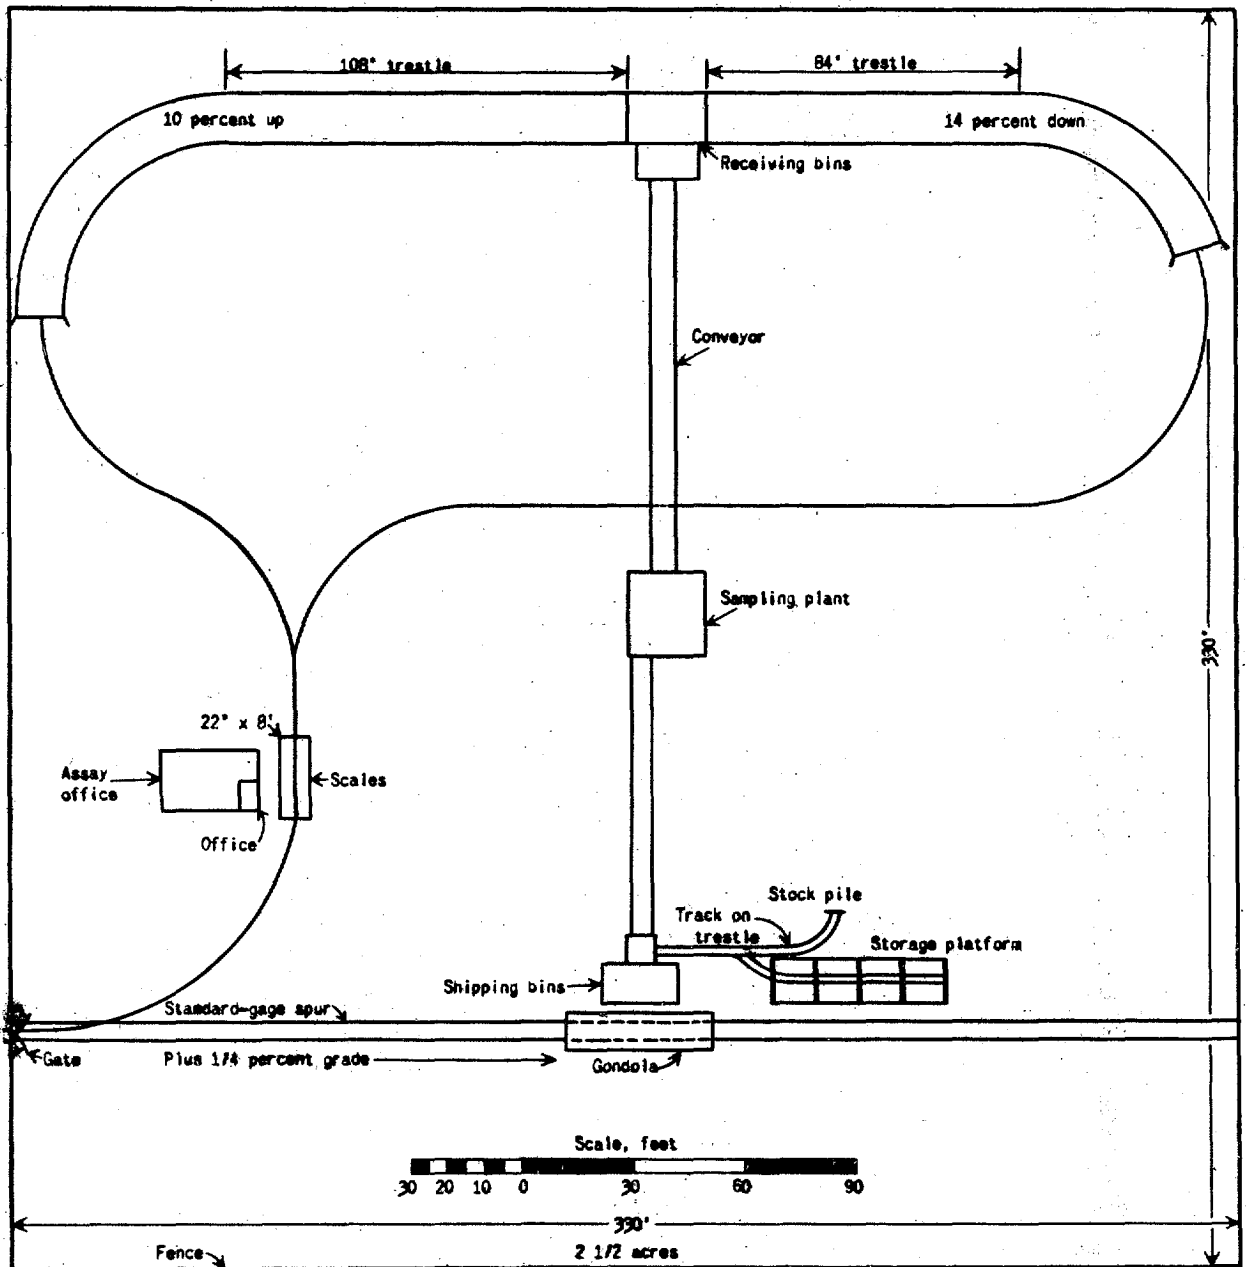 108' trestle
84' trestle
10 percent up
14 percent down
Receiving bins
Conveyor
Sampling plant
330'
22' x 8'
Assay
office
Scales
Office
Stock pile
Track on
trestle
Storage platform
Shipping bins
Standard-gage spur
Gate
Plus 1/4 percent grade
Gondola
Scale, feet
30 20 10 0 30 60 90
330'
Fence
2 1/2 acres